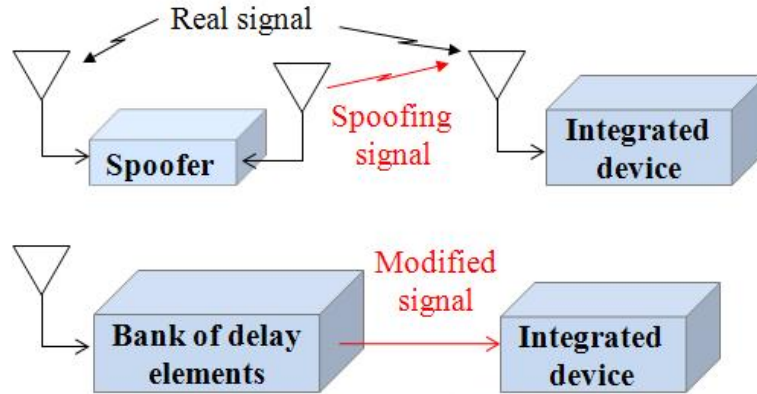 Real signal
Spoofing
signal
Spoofer
Integrated
device
Modified
signal
Bank of delay
elements
Integrated
device